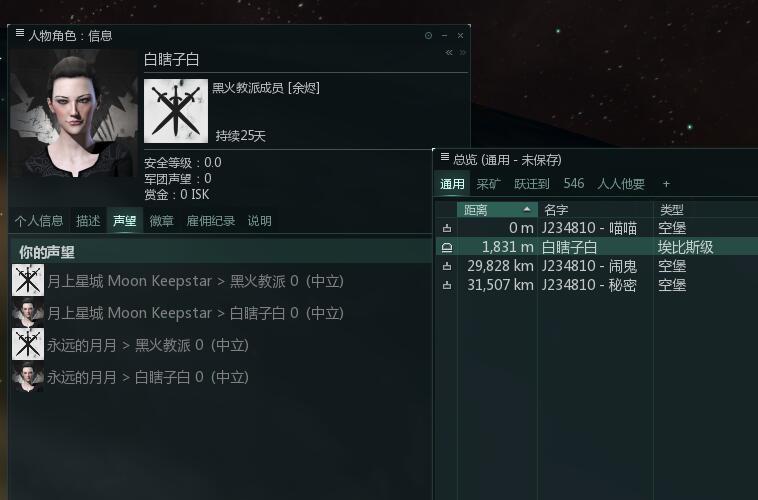 人物角色：信息
白瞎子白
黑火教派成员 [余烬]
持续25天
安全等级：0.0
军团声望：0
赏金：0 ISK
个人信息 描述 声望 徽章 雇佣纪录 说明
你的声望
月上星城 Moon Keepstar > 黑火教派 0 (中立)
月上星城 Moon Keepstar > 白瞎子白 0 (中立)
永远的月月 > 黑火教派 0 (中立)
永远的月月 > 白瞎子白 0 (中立)
总览 (通用 - 未保存)
通用 采矿 跃迁到 546 人人他要 +
距离 名字 类型
0 m J234810 - 喵喵 空堡
1,831 m 白瞎子白 埃比斯级
29,828 km J234810 - 闹鬼 空堡
31,507 km J234810 - 秘密 空堡